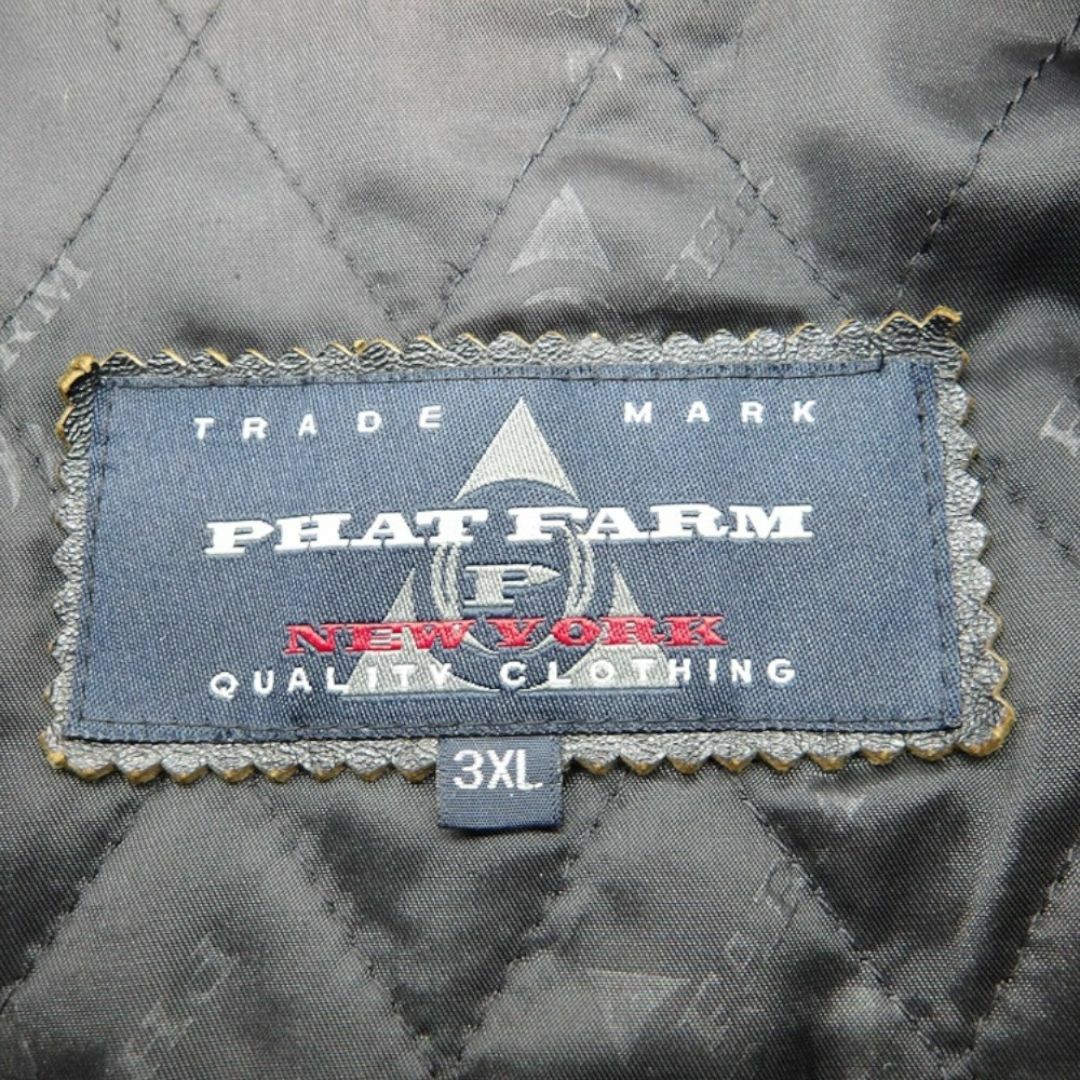 TRADE MARK
PHAT FARM
P
NEW YORK
QUALITY CLOTHING
3XL